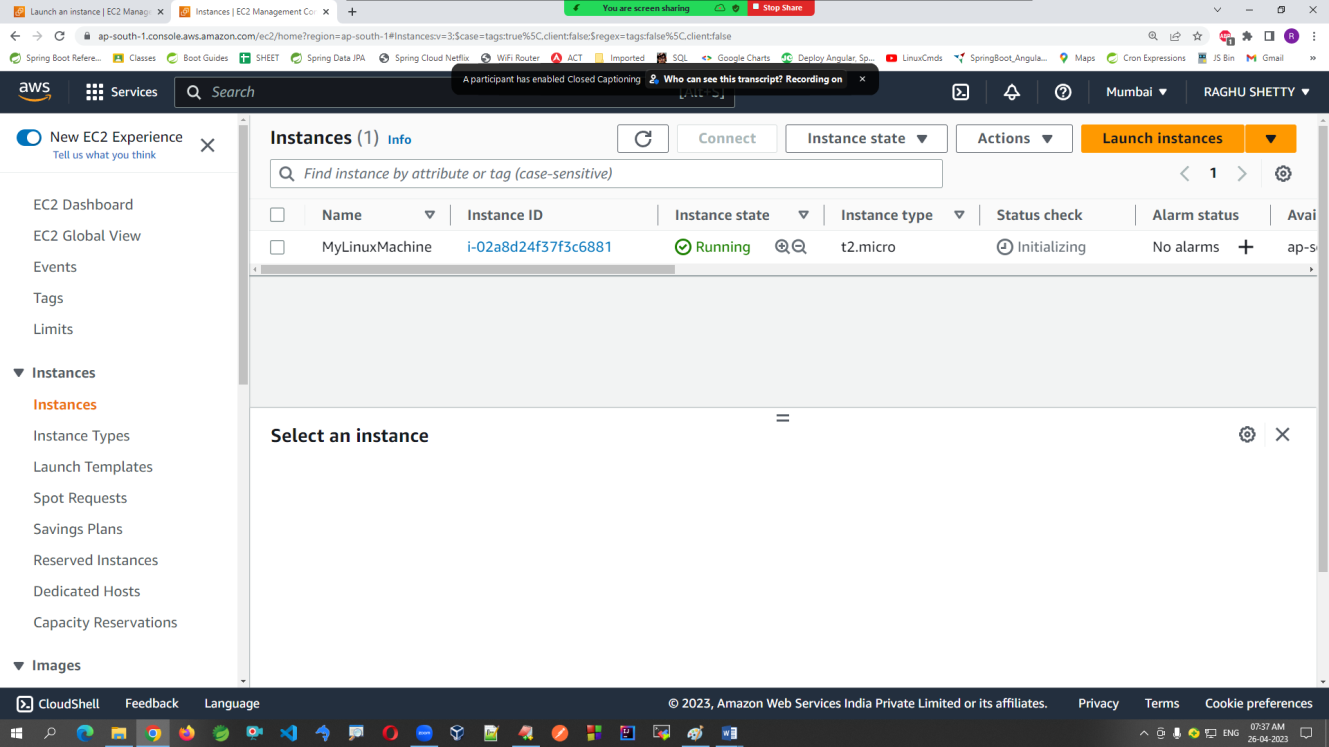 Launch an instance | EC2 Manage
Instances | EC2 Management Con
You are screen sharing
Stop Share
ap-south-1.console.aws.amazon.com/ec2/home?region=ap-south-1#Instances:v=3;$case=tags:true%5C,client:false;$regex=tags:false%5C,client:false
Spring Boot Refere... Classes Boot Guides SHEET Spring Data JPA Spring Cloud Netflix WiFi Router ACT Imported SQL Google Charts Deploy Angular, Sp... LinuxCmds SpringBoot_Angula... Maps Cron Expressions JS Bin Gmail
A participant has enabled Closed Captioning Who can see this transcript? Recording on
aws Services Search [Alt+S] Mumbai RAGHU SHETTY
New EC2 Experience
Tell us what you think
EC2 Dashboard
EC2 Global View
Events
Tags
Limits
Instances
Instances
Instance Types
Launch Templates
Spot Requests
Savings Plans
Reserved Instances
Dedicated Hosts
Capacity Reservations
Images
Instances (1) Info
Connect Instance state Actions Launch instances
Find instance by attribute or tag (case-sensitive)
1
Name Instance ID Instance state Instance type Status check Alarm status Avai
MyLinuxMachine i-02a8d24f37f3c6881 Running t2.micro Initializing No alarms ap-s
Select an instance
CloudShell Feedback Language © 2023, Amazon Web Services India Private Limited or its affiliates. Privacy Terms Cookie preferences
ENG
07:37 AM
26-04-2023